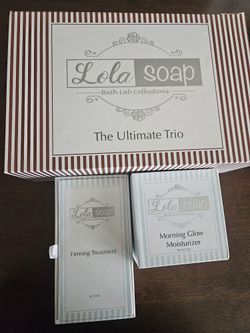 Lola soap
Bath Lab Collections
The Ultimate Trio
Lola soap
Firming Treatment
Lola soap
Morning Glow
Moisturizer